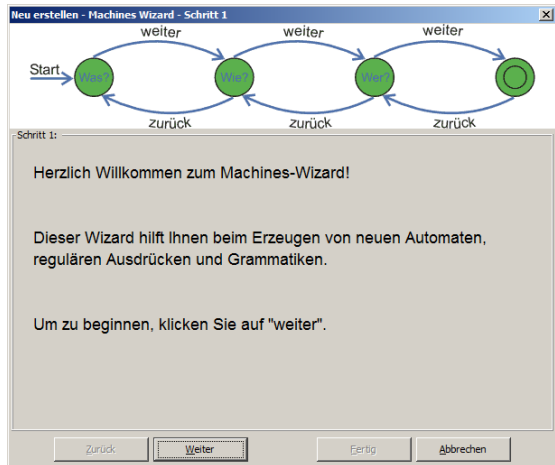 Neu erstellen - Machines Wizard - Schritt 1
weiter weiter weiter
Start Was? Wie? Wer?
zurück zurück zurück
Schritt 1:
Herzlich Willkommen zum Machines-Wizard!
Dieser Wizard hilft Ihnen beim Erzeugen von neuen Automaten,
regulären Ausdrücken und Grammatiken.
Um zu beginnen, klicken Sie auf "weiter".
Zurück Weiter Fertig Abbrechen